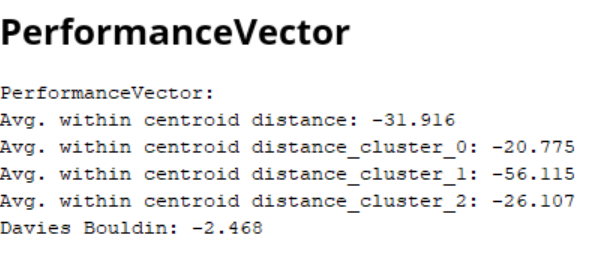 PerformanceVector
PerformanceVector:
Avg. within centroid distance: -31.916
Avg. within centroid distance_cluster_0: -20.775
Avg. within centroid distance_cluster_1: -56.115
Avg. within centroid distance_cluster_2: -26.107
Davies Bouldin: -2.468